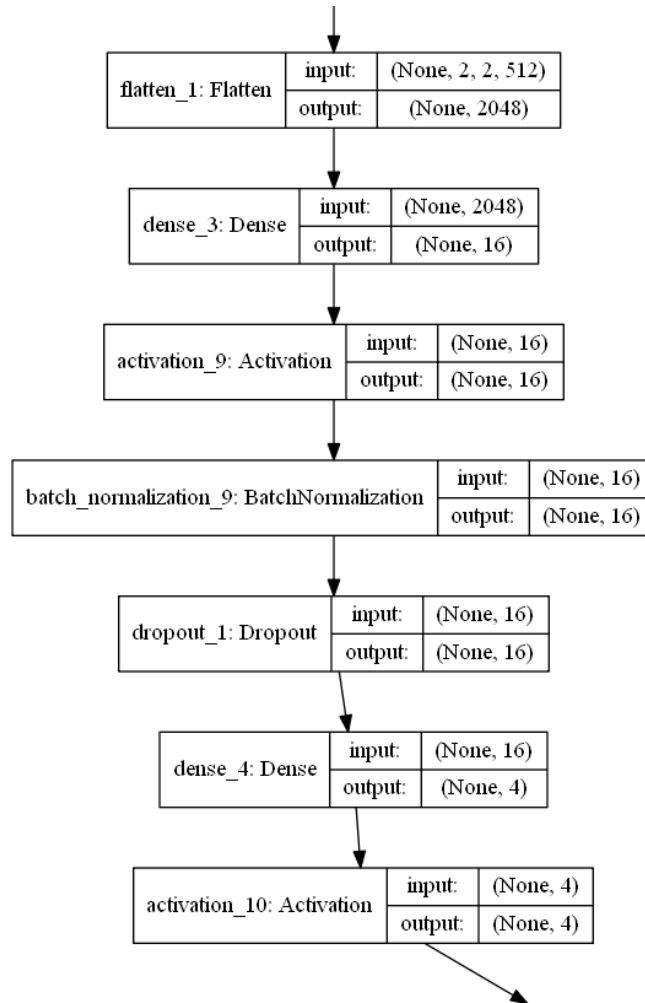 flatten_1: Flatten
input: (None, 2, 2, 512)
output: (None, 2048)
dense_3: Dense
input: (None, 2048)
output: (None, 16)
activation_9: Activation
input: (None, 16)
output: (None, 16)
batch_normalization_9: BatchNormalization
input: (None, 16)
output: (None, 16)
dropout_1: Dropout
input: (None, 16)
output: (None, 16)
dense_4: Dense
input: (None, 16)
output: (None, 4)
activation_10: Activation
input: (None, 4)
output: (None, 4)